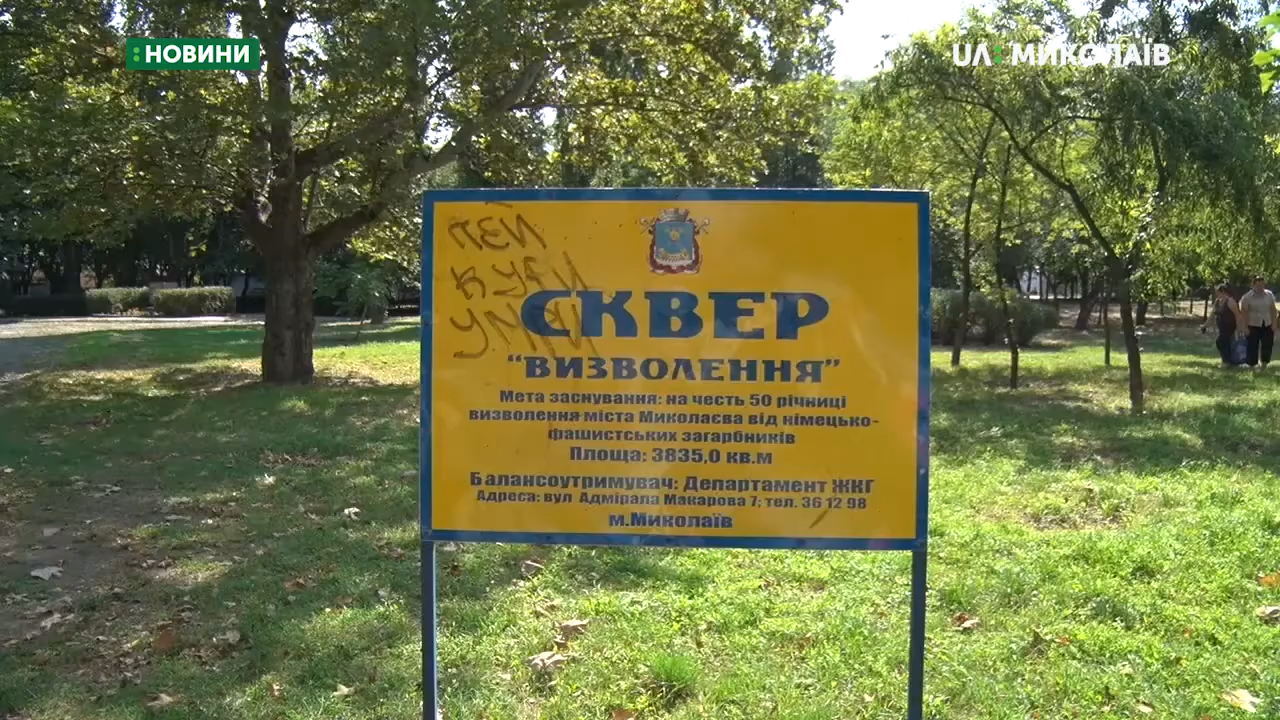 :НОВИНИ
UA:МИКОЛАЇВ
ПЕЙ
КУРИ
УМРИ
СКВЕР
"ВИЗВОЛЕННЯ"
Мета заснування: на честь 50 річниці
визволення міста Миколаєва від німецько-
фашистських загарбників
Площа: 3835,0 кв.м
Балансоутримувач: Департамент ЖКГ
Адреса: вул Адмірала Макарова 7; тел. 36 12 98
м.Миколаїв